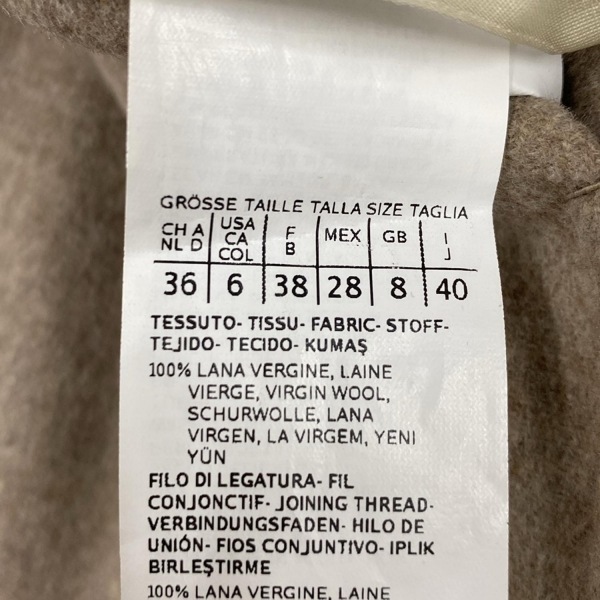 GRÖSSE TAILLE TALLA SIZE TAGLIA
CH A NL D | USA CA COL | F B | MEX | GB | I J
36 | 6 | 38 | 28 | 8 | 40
TESSUTO- TISSU- FABRIC- STOFF-
TEJIDO- TECIDO- KUMAŞ
100% LANA VERGINE, LAINE
VIERGE, VIRGIN WOOL,
SCHURWOLLE, LANA
VIRGEN, LA VIRGEM, YENI
YÜN
FILO DI LEGATURA- FIL
CONJONCTIF- JOINING THREAD-
VERBINDUNGSFADEN- HILO DE
UNIÓN- FIOS CONJUNTIVO- IPLIK
BIRLEŞTIRME
100% LANA VERGINE, LAINE